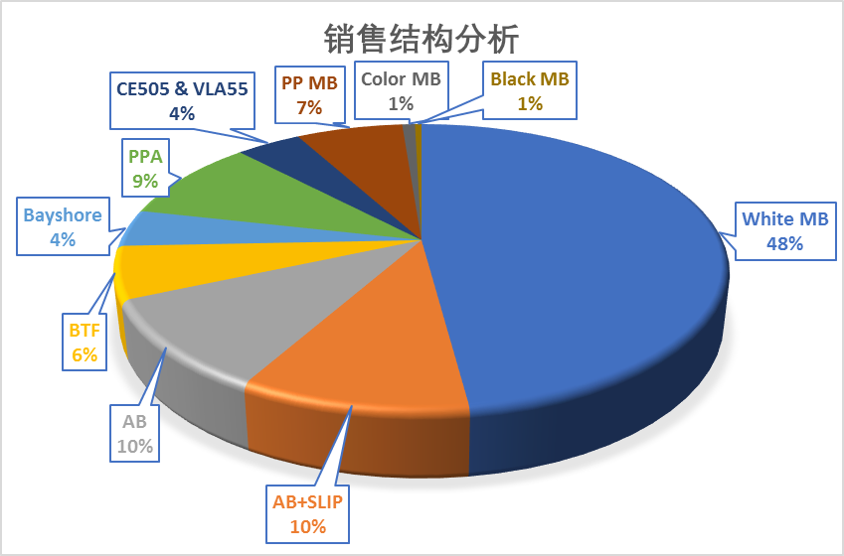 销售结构分析
Color MB
1%
Black MB
1%
PP MB
7%
CE505 & VLA55
4%
PPA
9%
Bayshore
4%
White MB
48%
BTF
6%
AB
10%
AB+SLIP
10%